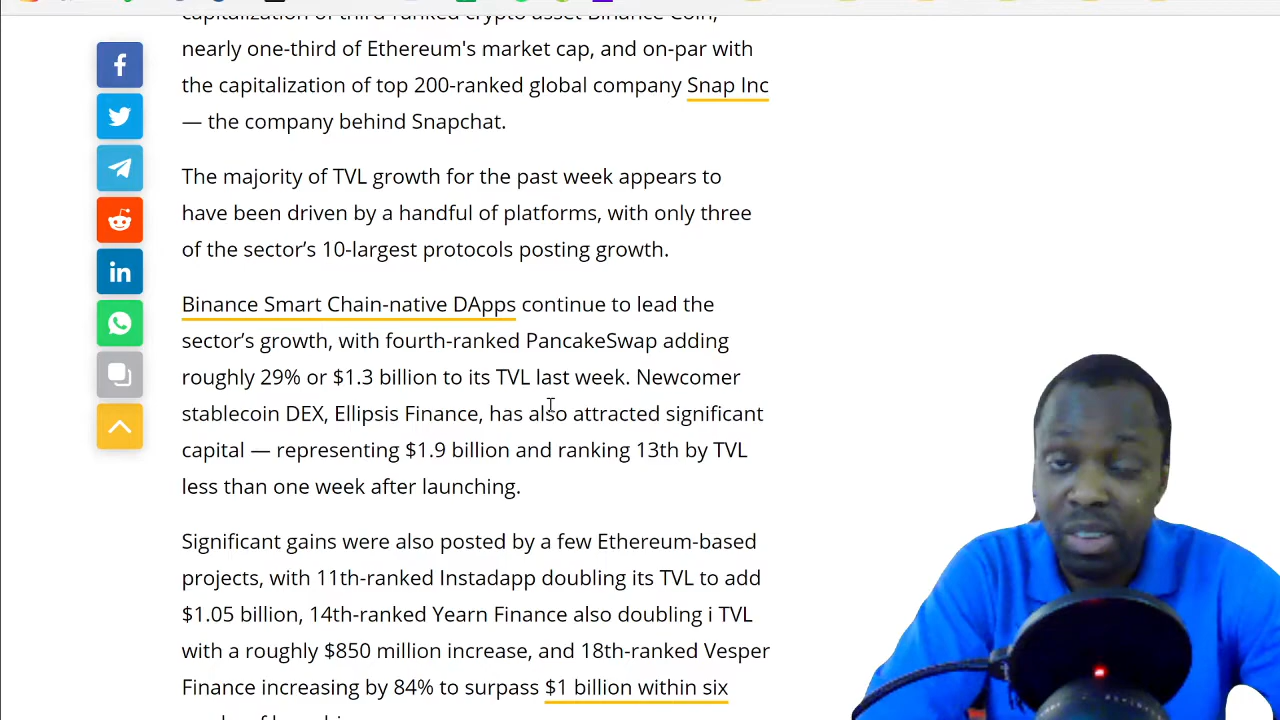 capitalization of third-ranked crypto asset Binance Coin,
nearly one-third of Ethereum's market cap, and on-par with
the capitalization of top 200-ranked global company Snap Inc
— the company behind Snapchat.
The majority of TVL growth for the past week appears to
have been driven by a handful of platforms, with only three
of the sector’s 10-largest protocols posting growth.
Binance Smart Chain-native DApps continue to lead the
sector’s growth, with fourth-ranked PancakeSwap adding
roughly 29% or $1.3 billion to its TVL last week. Newcomer
stablecoin DEX, Ellipsis Finance, has also attracted significant
capital — representing $1.9 billion and ranking 13th by TVL
less than one week after launching.
Significant gains were also posted by a few Ethereum-based
projects, with 11th-ranked Instadapp doubling its TVL to add
$1.05 billion, 14th-ranked Yearn Finance also doubling i TVL
with a roughly $850 million increase, and 18th-ranked Vesper
Finance increasing by 84% to surpass $1 billion within six